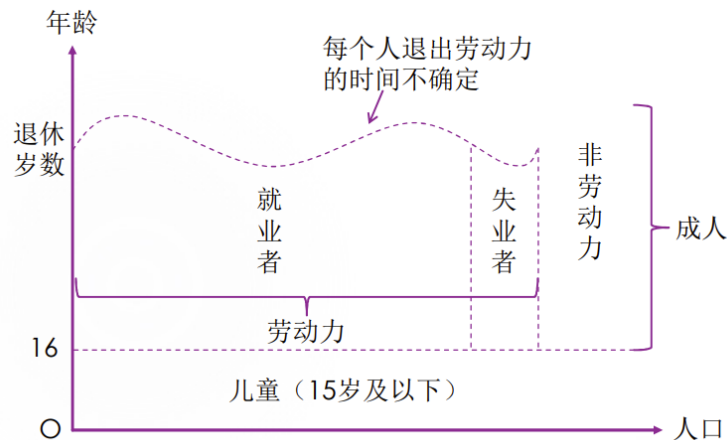 年龄
每个人退出劳动力
的时间不确定
退休
岁数
就业者
失业者
非劳动力
成人
劳动力
16
儿童（15岁及以下）
O
人口